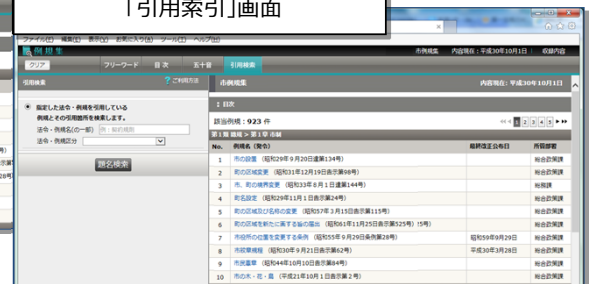 「引用索引」画面
ファイル(F) 編集(E) 表示(V) お気に入り(A) ツール(T) ヘルプ(H)
例規集
市例規集 内容現在:平成30年10月1日 収録内容
クリア フリーワード 目次 五十音 引用検索
引用検索 ? ご利用方法
市例規集 内容現在:平成30年10月1日
指定した法令・例規を引用している
例規とその引用箇所を検索します。
法令・例規名(の一部) 例:契約規則
法令・例規区分
題名検索
目次
該当例規:923 件
1 2 3 4 5
第1類 総規 > 第1章 市制
No. 例規名(発令) 最終改正公布日 所管部署
1 市の設置 (昭和29年9月20日達第134号) 総合政策課
2 町の区域変更 (昭和31年12月19日告示第98号) 総合政策課
3 市、町の境界変更 (昭和33年8月1日達第144号) 総務課
4 町名設定 (昭和29年11月1日告示第24号) 総合政策課
5 町の区域及び名称の変更 (昭和57年3月15日告示第115号) 総合政策課
6 町の区域を新たに画する旨の届出 (昭和61年11月25日告示第525号) !5号) 総合政策課
7 市役所の位置を変更する条例 (昭和55年9月29日条例第28号) 昭和59年9月29日 総合政策課
8 市紋章規程 (昭和30年9月21日告示第62号) 平成30年3月28日 総合政策課
9 市民憲章 (昭和44年10月10日告示第84号) 総合政策課
10 市の木・花・鳥 (平成21年10月1日告示第2号) 総合政策課